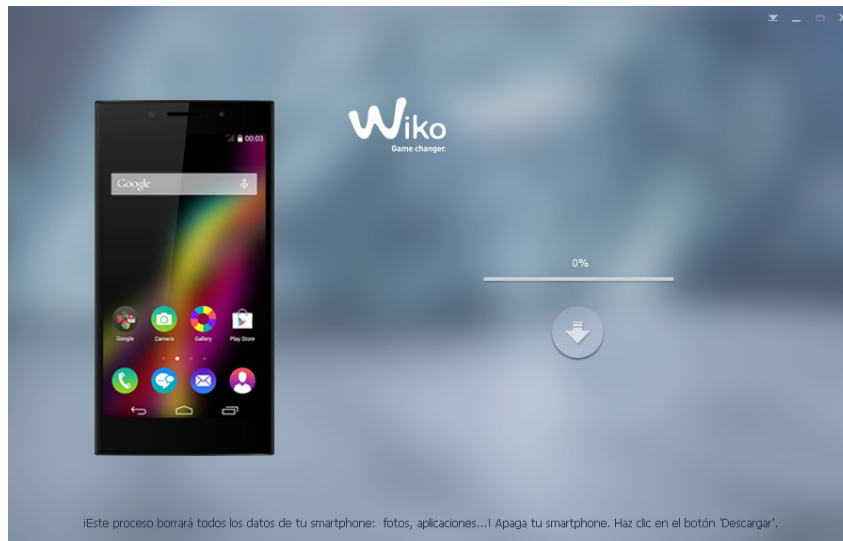 Wiko
Game changer.
00:03
Google
0%
Google Camera Gallery Play Store
¡Este proceso borrará todos los datos de tu smartphone: fotos, aplicaciones...! Apaga tu smartphone. Haz clic en el botón 'Descargar'.